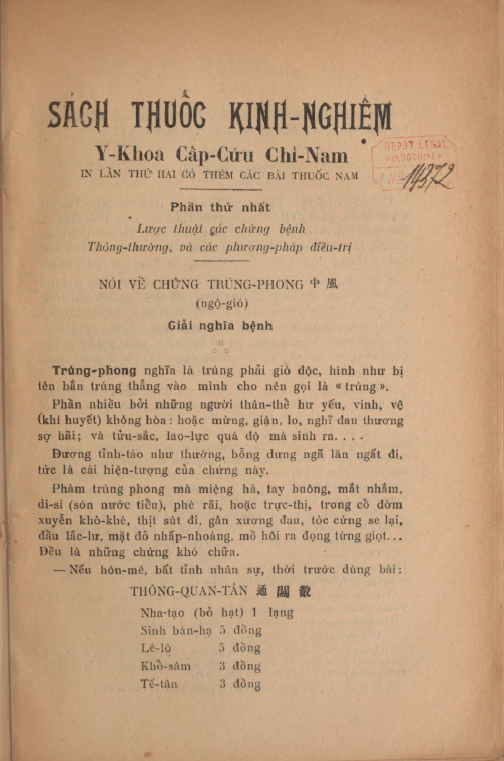 SÁCH THUỐC KINH-NGHIỆM
Y-Khoa Cấp-Cứu Chỉ-Nam
IN LẦN THỨ HAI CÓ THÊM CÁC BÀI THUỐC NAM
DEPOT LEGAL
INDOCHINE
14372
Phần thứ nhất
Lược thuật các chứng bệnh
Thông-thường, và các phương-pháp điều-trị
NÓI VỀ CHỨNG TRÚNG-PHONG 中 風
(ngộ-gió)
Giải nghĩa bệnh
Trúng-phong nghĩa là trúng phải gió độc, hình như bị
tên bắn trúng thẳng vào mình cho nên gọi là « trúng ».
Phần nhiều bởi những người thân-thể hư yếu, vinh, vệ
(khí huyết) không hòa : hoặc mừng, giận, lo, nghĩ đau thương
sợ hãi; và tửu-sắc, lao-lực quá độ mà sinh ra. . . .
Đương tỉnh-táo như thường, bỗng dưng ngã lăn ngất đi,
tức là cái hiện-tượng của chứng này.
Phàm trúng phong mà miệng há, tay buông, mắt nhắm,
di-si (són nước tiểu), phè rãi, hoặc trực-thị, trong cổ đờm
xuyễn khò-khè, thịt sút đi, gân xương đau, tóc cứng se lại,
đầu lắc-lư, mặt đỏ nhấp-nhoáng, mồ hôi ra đọng từng giọt...
Đều là những chứng khó chữa.
— Nếu hôn-mê, bất tỉnh nhân sự, thời trước dùng bài :
THÔNG-QUAN-TÁN 通 關 散
Nha-tạo (bỏ hạt) 1 lạng
Sinh bán-hạ 5 đồng
Lê-lộ 5 đồng
Khổ-sâm 3 đồng
Tế-tân 3 đồng